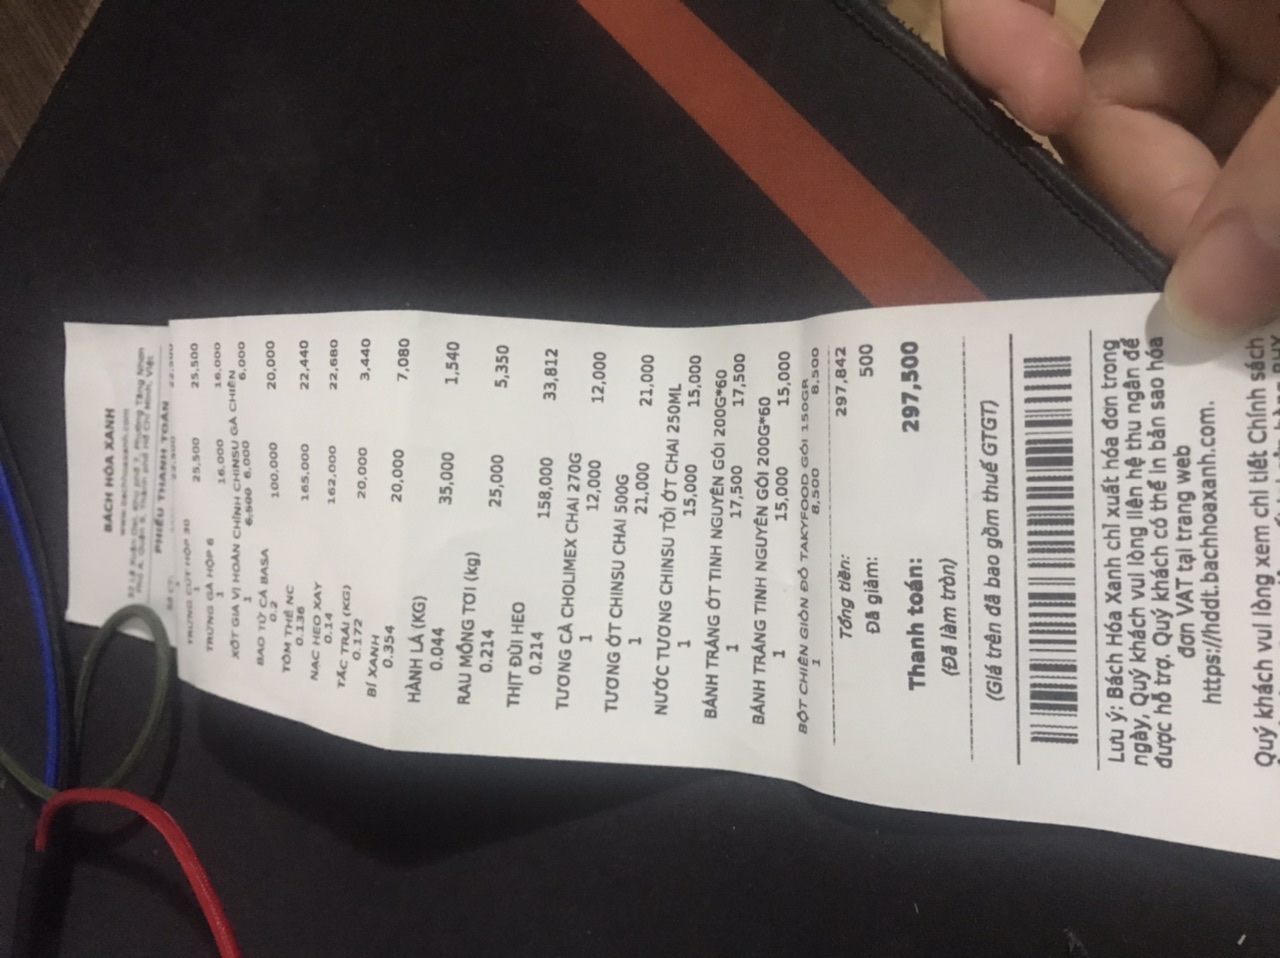 BÁCH HÓA XANH
www.bachhoaxanh.com
PHIẾU THANH TOÁN
22,500 22,500
TRỨNG CÚT HỘP 30
1 25,500 25,500
TRỨNG GÀ HỘP 6
1 16,000 16,000
XỐT GIA VỊ HOÀN CHỈNH CHINSU GÀ CHIÊN
1 6,500 6,000 6,000
BAO TỬ CÁ BASA
0.2 100,000 20,000
TÔM THẺ NC
0.136 165,000 22,440
NẠC HEO XAY
0.14 162,000 22,680
TẮC TRÁI (KG)
0.172 20,000 3,440
BÍ XANH
0.354 20,000 7,080
HÀNH LÁ (KG)
0.044 35,000 1,540
RAU MỒNG TƠI (kg)
0.214 25,000 5,350
THỊT ĐÙI HEO
0.214 158,000 33,812
TƯƠNG CÀ CHOLIMEX CHAI 270G
1 12,000 12,000
TƯƠNG ỚT CHINSU CHAI 500G
1 21,000 21,000
NƯỚC TƯƠNG CHINSU TỎI ỚT CHAI 250ML
1 15,000 15,000
BÁNH TRÁNG ỚT TINH NGUYÊN GÓI 200G*60
1 17,500 17,500
BÁNH TRÁNG TINH NGUYÊN GÓI 200G*60
1 15,000 15,000
BỘT CHIÊN GIÒN ĐỎ TAKYFOOD GÓI 150GR
1 8,500 8,500
Tổng tiền: 297,842
Đã giảm: 500
Thanh toán: 297,500
(Đã làm tròn)
(Giá trên đã bao gồm thuế GTGT)
Lưu ý: Bách Hóa Xanh chỉ xuất hóa đơn trong
ngày, Quý khách vui lòng liên hệ thu ngân để
được hỗ trợ. Quý khách có thể in bản sao hóa
đơn VAT tại trang web
https://hddt.bachhoaxanh.com.
Quý khách vui lòng xem chi tiết Chính sách